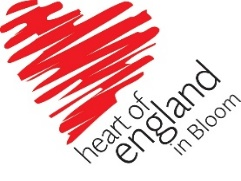 heart of
england
in Bloom